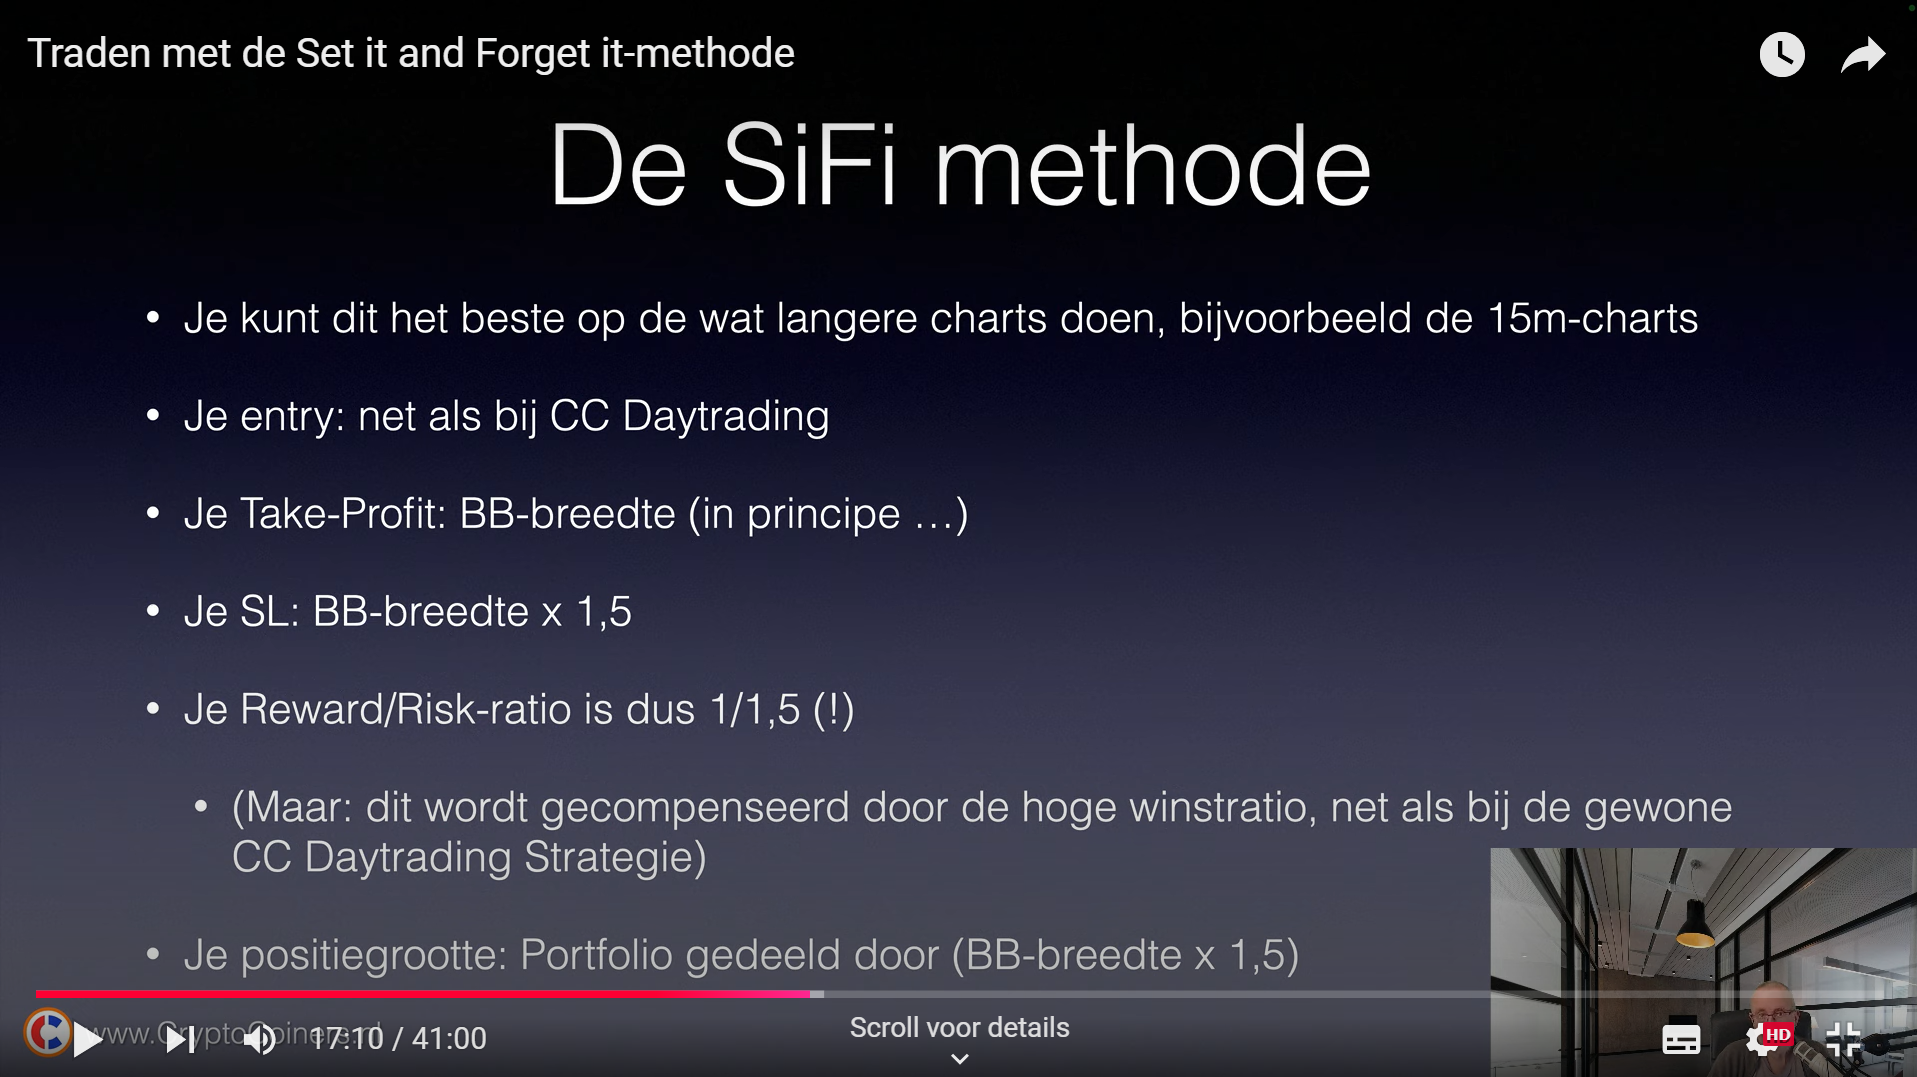 Traden met de Set it and Forget it-methode
De SiFi methode
• Je kunt dit het beste op de wat langere charts doen, bijvoorbeeld de 15m-charts
• Je entry: net als bij CC Daytrading
• Je Take-Profit: BB-breedte (in principe …)
• Je SL: BB-breedte x 1,5
• Je Reward/Risk-ratio is dus 1/1,5 (!)
• (Maar: dit wordt gecompenseerd door de hoge winstratio, net als bij de gewone
CC Daytrading Strategie)
• Je positiegrootte: Portfolio gedeeld door (BB-breedte x 1,5)
www.CryptoCoiners.nl
17:10 / 41:00
Scroll voor details
HD